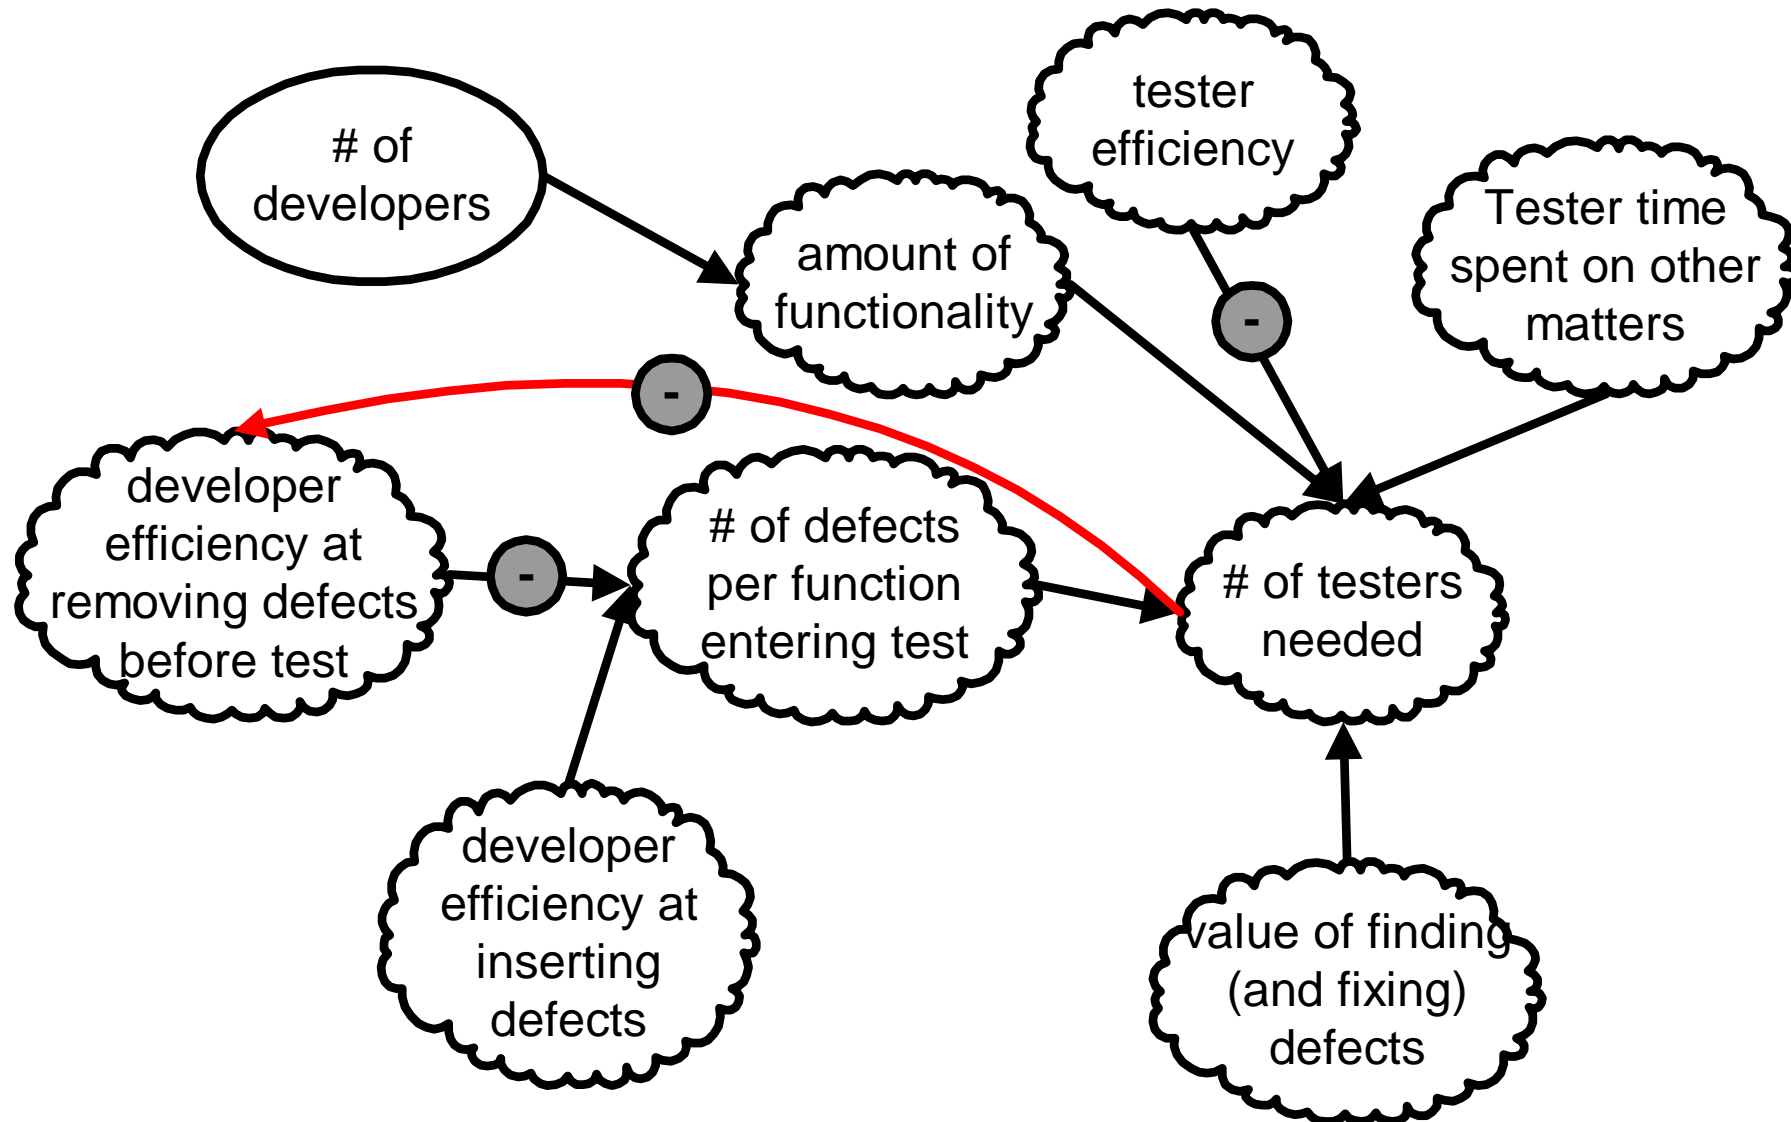 # of
developers
tester
efficiency
Tester time
spent on other
matters
amount of
functionality
-
-
developer
efficiency at
removing defects
before test
-
# of defects
per function
entering test
# of testers
needed
developer
efficiency at
inserting
defects
value of finding
(and fixing)
defects